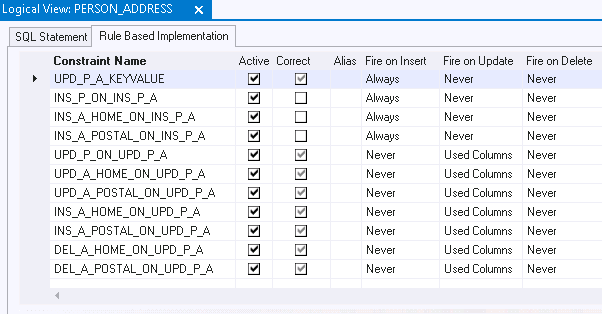 Logical View: PERSON_ADDRESS
SQL Statement Rule Based Implementation
Constraint Name Active Correct Alias Fire on Insert Fire on Update Fire on Delete
UPD_P_A_KEYVALUE Always Never Never
INS_P_ON_INS_P_A Always Never Never
INS_A_HOME_ON_INS_P_A Always Never Never
INS_A_POSTAL_ON_INS_P_A Always Never Never
UPD_P_ON_UPD_P_A Never Used Columns Never
UPD_A_HOME_ON_UPD_P_A Never Used Columns Never
UPD_A_POSTAL_ON_UPD_P_A Never Used Columns Never
INS_A_HOME_ON_UPD_P_A Never Used Columns Never
INS_A_POSTAL_ON_UPD_P_A Never Used Columns Never
DEL_A_HOME_ON_UPD_P_A Never Used Columns Never
DEL_A_POSTAL_ON_UPD_P_A Never Used Columns Never